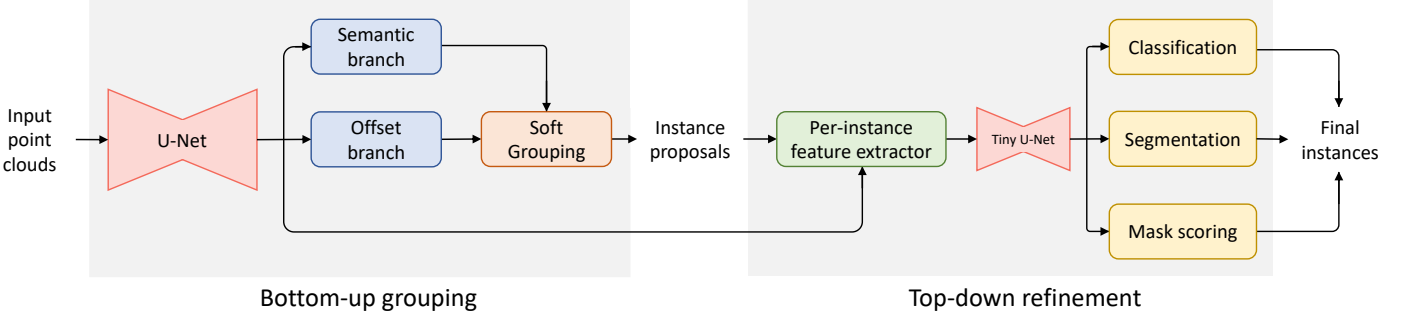 Input
point
clouds
U-Net
Semantic
branch
Offset
branch
Soft
Grouping
Instance
proposals
Per-instance
feature extractor
Tiny U-Net
Classification
Segmentation
Mask scoring
Final
instances
Bottom-up grouping
Top-down refinement